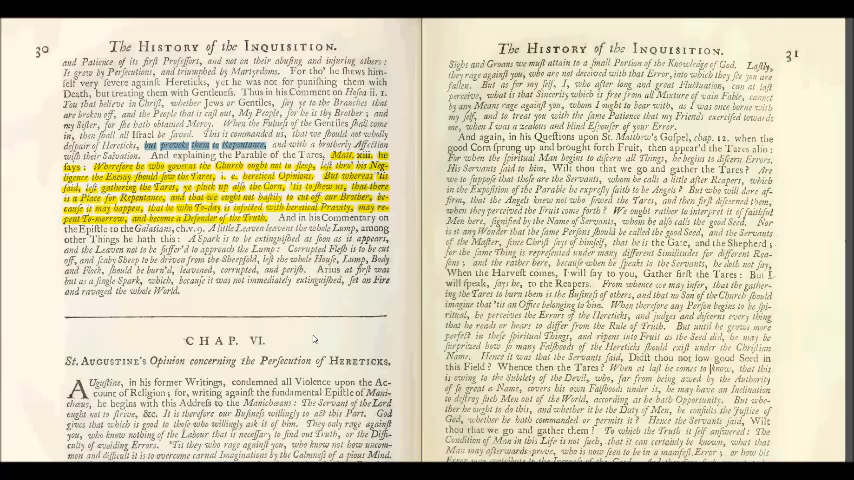 30
The HISTORY of the INQUISITION.
and Patience of its first Professors, and not on their abusing and injuring others:
It grew by Persecutions, and triumphed by Martyrdoms. For tho' he shews him-
self very severe against Hereticks, yet he was not for punishing them with
Death, but treating them with Gentleness. Thus in his Comment on Hosea ii. 1.
You that believe in Christ, whether Jews or Gentiles, say ye to the Branches that
are broken off, and the People that is cast out, My People, for he is thy Brother; and
my Sister, for she hath obtained Mercy. When the Fulness of the Gentiles shall come
in, then shall all Israel be saved. This is commanded us, that we should not wholly
despair of Hereticks, but provoke them to Repentance, and with a brotherly Affection
wish their Salvation. And explaining the Parable of the Tares, Matt. xiii. he
says: Wherefore he who governs the Church ought not to sleep, lest thro' his Neg-
ligence the Enemy should sow the Tares, i. e. heretical Opinions. But whereas 'tis
said, lest gathering the Tares, ye pluck up also the Corn, 'tis to shew us, that there
is a Place for Repentance, and that we ought not hastily to cut off our Brother, be-
cause it may happen, that he who To-day is infected with heretical Pravity, may re-
pent To-morrow, and become a Defender of the Truth. And in his Commentary on
the Epistle to the Galatians, ch. v. 9. A little Leaven leavens the whole Lump, among
other Things he hath this: A Spark is to be extinguished as soon as it appears,
and the Leaven not to be suffer'd to approach the Lump: Corrupted Flesh is to be cut
off, and scabby Sheep to be driven from the Sheepfold, lest the whole House, Lump, Body
and Flock, should be burn'd, leavened, corrupted, and perish. Arius at first was
but as a single Spark, which, because it was not immediately extinguished, set on Fire
and ravaged the whole World.
CHAP. VI.
St. AUGUSTINE's Opinion concerning the Persecution of HERETICKS.
AUgustine, in his former Writings, condemned all Violence upon the Ac-
count of Religion; for, writing against the fundamental Epistle of Mani-
chæus, he begins with this Address to the Manicheans: The Servant of the Lord
ought not to strive, &c. It is therefore our Business willingly to act this Part. God
gives that which is good to those who willingly ask it of him. They only rage against
you, who know nothing of the Labour that is necessary to find out Truth, or the Diffi-
culty of avoiding Errors. 'Tis they who rage against you, who know not how uncom-
mon and difficult it is to overcome carnal Imaginations by the Calmness of a pious Mind.
The HISTORY of the INQUISITION.
31
Sighs and Groans we must attain to a small Portion of the Knowledge of God. Lastly,
they rage against you, who are not deceived with that Error, into which they see you are
fallen. But as for my self, I, who after long and great Fluctuation, can at last
perceive, what is that Sincerity which is free from all Mixture of vain Fable, cannot
by any Means rage against you, whom I ought to bear with, as I was once borne with
my self, and to treat you with the same Patience that my Friends exercised towards
me, when I was a zealous and blind Espouser of your Error.
And again, in his Questions upon St. Matthew's Gospel, chap. 12. when the
good Corn sprung up and brought forth Fruit, then appear'd the Tares also:
For when the spiritual Man begins to discern all Things, he begins to discern Errors.
His Servants said to him, Wilt thou that we go and gather the Tares? Are
we to suppose that those are the Servants, whom he calls a little after Reapers, which
in the Exposition of the Parable he expresly saith to be Angels? But who will dare af-
firm, that the Angels knew not who sowed the Tares, and then first discerned them,
when they perceived the Fruit come forth? We ought rather to interpret it of faithful
Men here, signified by the Name of Servants, whom he also calls the good Seed. Nor
is it any Wonder that the same Persons should be called the good Seed, and the Servants
of the Master, since Christ says of himself, that he is the Gate, and the Shepherd;
for the same Thing is represented under many different Similitudes for different Rea-
sons; and the rather here, because when he speaks to the Servants, he doth not say,
When the Harvest comes, I will say to you, Gather first the Tares: But I
will speak, says he, to the Reapers. From whence we may infer, that the gather-
ing the Tares to burn them is the Business of others, and that no Son of the Church should
imagine that 'tis an Office belonging to him. When therefore any Person begins to be spi-
ritual, he perceives the Errors of the Hereticks, and judges and discerns every thing
that he reads or hears to differ from the Rule of Truth. But until he grows more
perfect in these spiritual Things, and ripens into Fruit as the Seed did, he may be
surprized how so many Falshoods of the Hereticks should exist under the Christian
Name. Hence it was that the Servants said, Didst thou not sow good Seed in
this Field? Whence then the Tares? When at last he comes to know, that this
is owing to the Subtlety of the Devil, who, far from being awed by the Authority
of so great a Name, covers his own Fallacies under it, he may have an Inclination
to destroy such Men out of the World, according as he hath Opportunity. But whe-
ther he ought to do this, and whether it be the Duty of Men, he consults the Justice of
God, whether he hath commanded or permits it? Hence the Servants said, Wilt
thou that we go and gather them? To which the Truth it self answered: The
Condition of Man in this Life is not such, that it can certainly be known, what that
Man may afterwards prove, who is now seen to be in a manifest Error; or how his